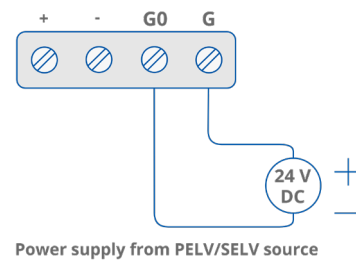 + - G0 G
24 V
DC
+
-
Power supply from PELV/SELV source